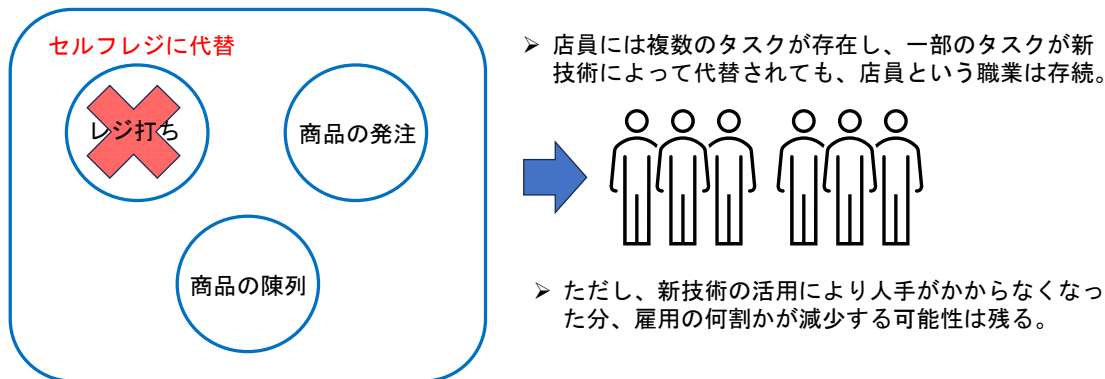 セルフレジに代替
レジ打ち
商品の発注
商品の陳列
➢ 店員には複数のタスクが存在し、一部のタスクが新
技術によって代替されても、店員という職業は存続。
➢ ただし、新技術の活用により人手がかからなくなっ
た分、雇用の何割かが減少する可能性は残る。